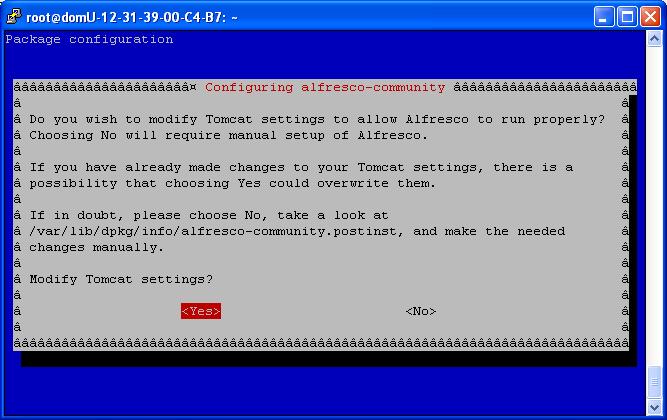 root@domU-12-31-39-00-C4-B7: ~
Package configuration
âââââââââââââââââââââ¤ Configuring alfresco-community ââââââââââââââââââââââ
â â
â Do you wish to modify Tomcat settings to allow Alfresco to run properly? â
â Choosing No will require manual setup of Alfresco. â
â â
â If you have already made changes to your Tomcat settings, there is a â
â possibility that choosing Yes could overwrite them. â
â â
â If in doubt, please choose No, take a look at â
â /var/lib/dpkg/info/alfresco-community.postinst, and make the needed â
â changes manually. â
â â
â Modify Tomcat settings? â
â â
â <Yes> <No> â
â â
âââââââââââââââââââââââââââââââââââââââââââââââââââââââââââââââââââââââââââ